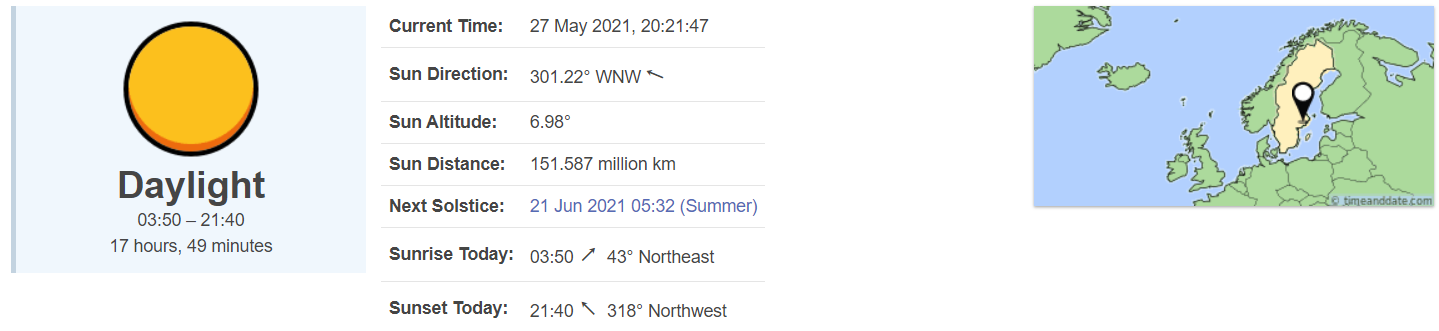 Daylight
03:50 – 21:40
17 hours, 49 minutes
Current Time: 27 May 2021, 20:21:47
Sun Direction: 301.22° WNW
Sun Altitude: 6.98°
Sun Distance: 151.587 million km
Next Solstice: 21 Jun 2021 05:32 (Summer)
Sunrise Today: 03:50 43° Northeast
Sunset Today: 21:40 318° Northwest
© timeanddate.com